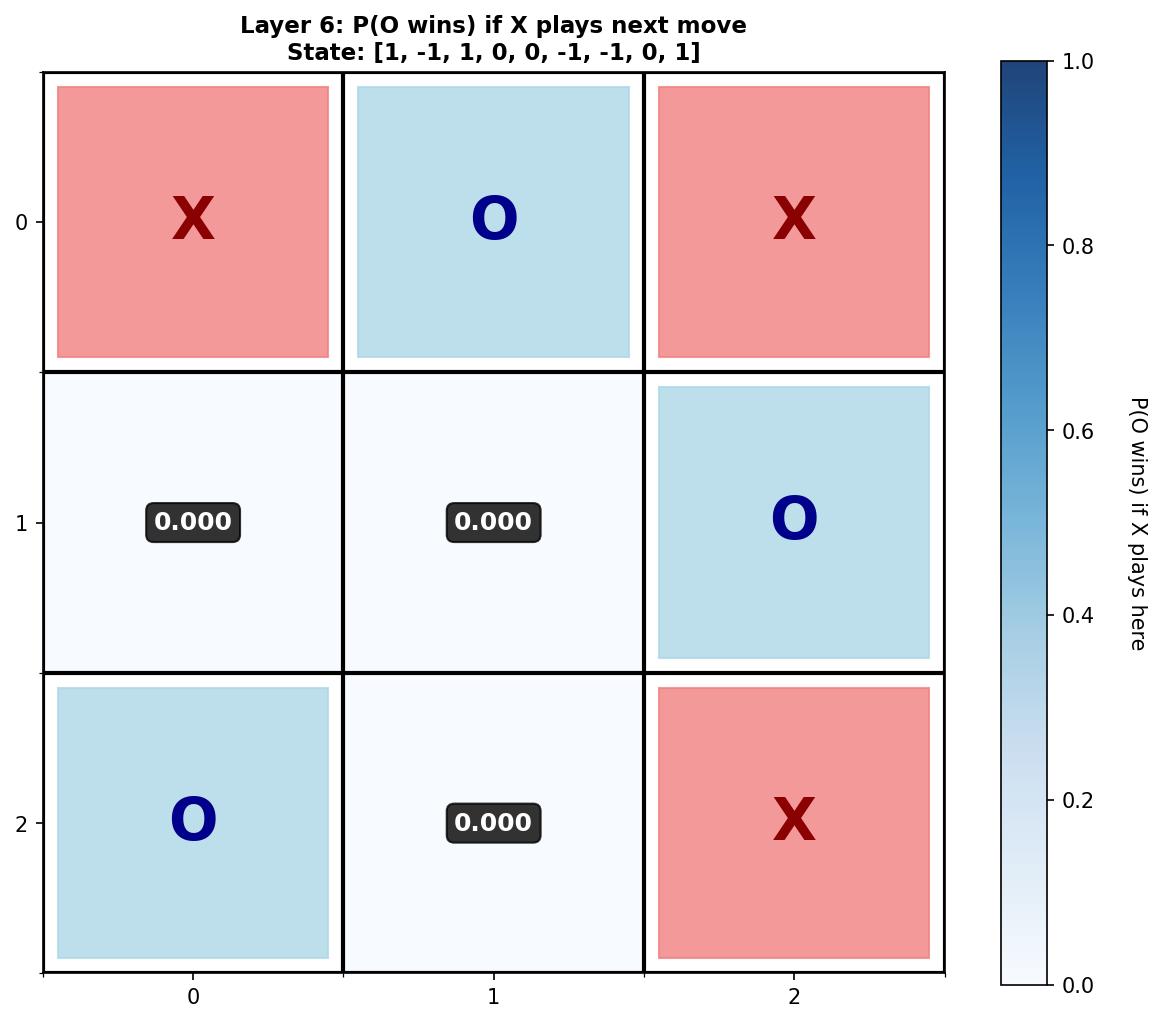 Layer 6: P(O wins) if X plays next move
State: [1, -1, 1, 0, 0, -1, -1, 0, 1]
X O X
0
0.000 0.000 O
1
O 0.000 X
2
0 1 2
1.0
0.8
0.6
0.4
0.2
0.0
P(O wins) if X plays here